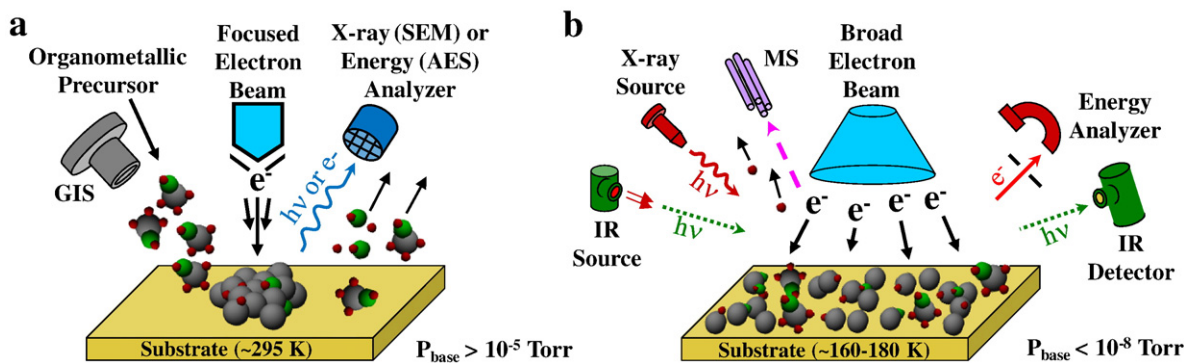 a
Organometallic
Precursor
Focused
Electron
Beam
X-ray (SEM) or
Energy (AES)
Analyzer
GIS
e⁻
hν or e⁻
Substrate (~295 K)
P_base > 10⁻⁵ Torr
b
X-ray
Source
MS
Broad
Electron
Beam
Energy
Analyzer
hν
e⁻
e⁻ e⁻ e⁻ e⁻
hν
hν
IR
Source
IR
Detector
Substrate (~160-180 K)
P_base < 10⁻⁸ Torr